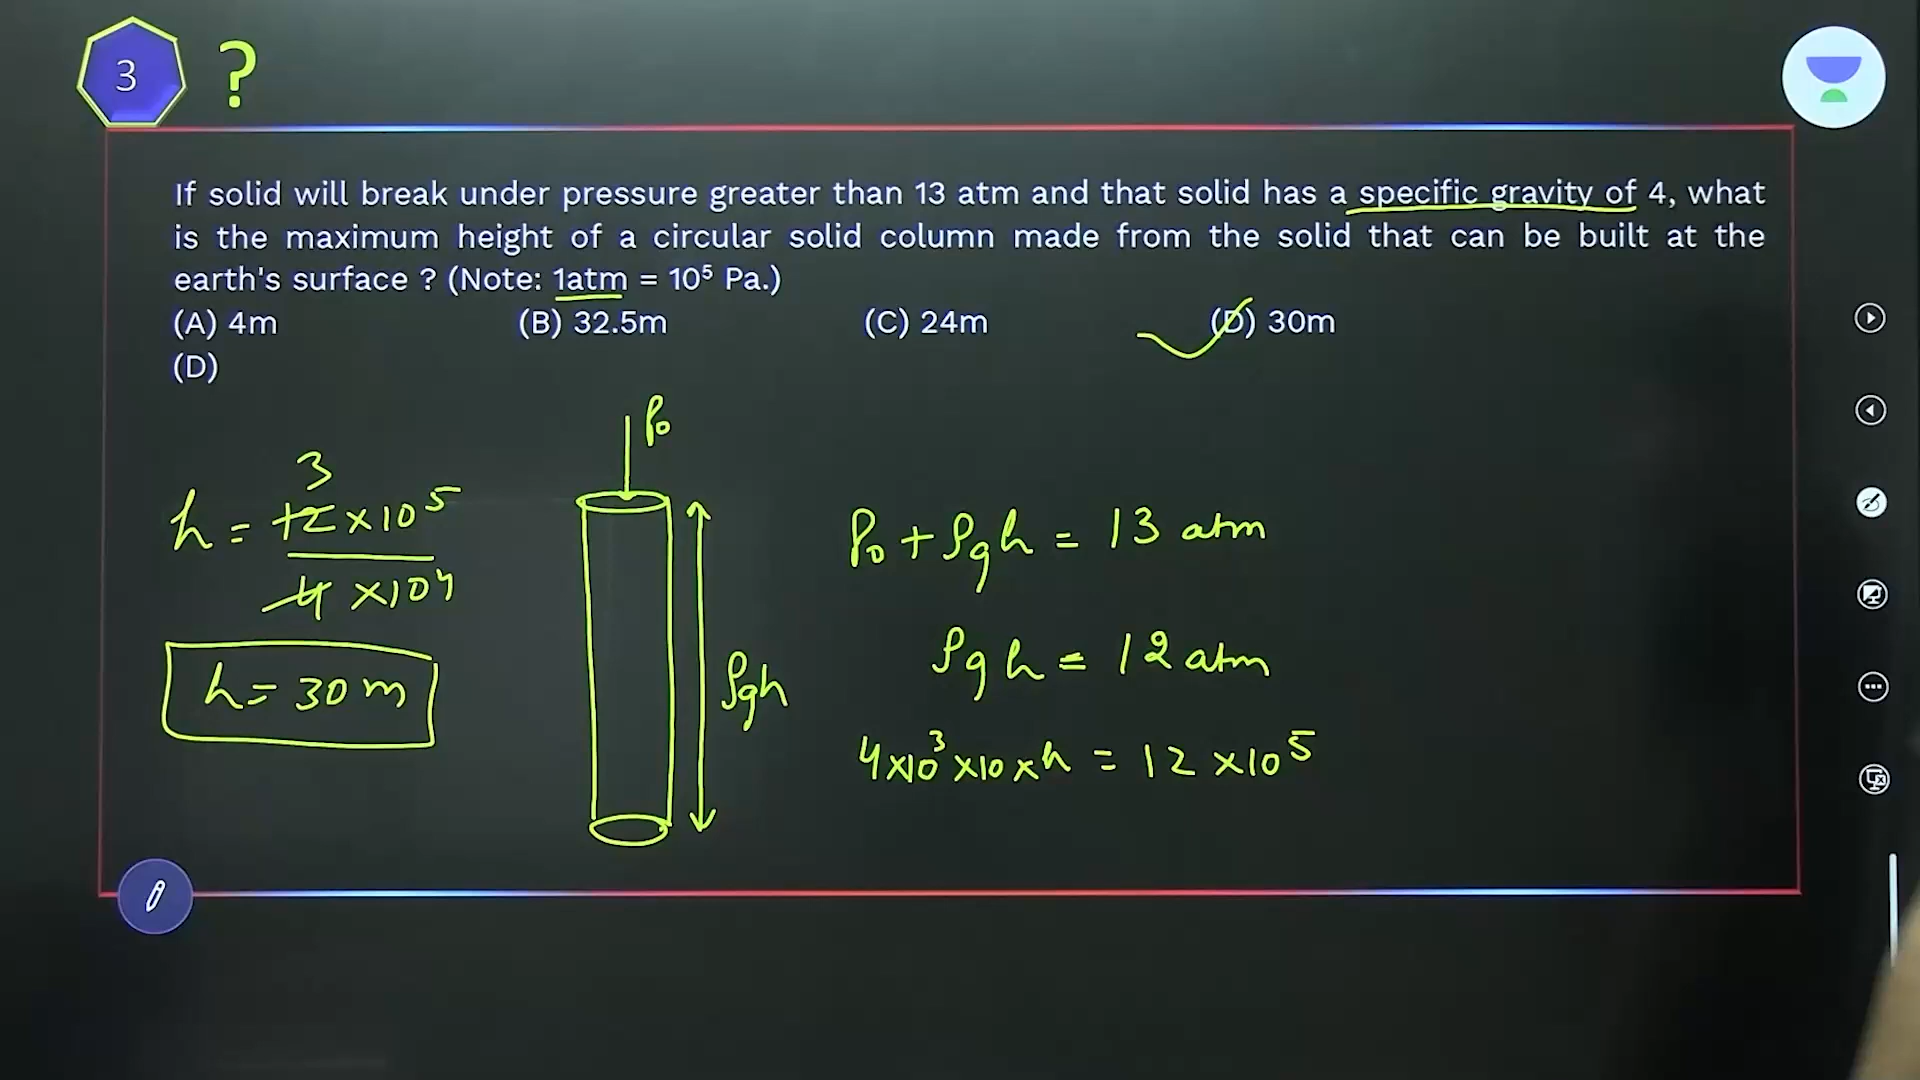 3 ?
If solid will break under pressure greater than 13 atm and that solid has a specific gravity of 4, what
is the maximum height of a circular solid column made from the solid that can be built at the
earth's surface ? (Note: 1atm = 10⁵ Pa.)
(A) 4m (B) 32.5m (C) 24m (D) 30m
(D)
P₀
3
h = 12 × 10⁵
4 × 10⁴
h = 30 m
ρgh
P₀ + ρgh = 13 atm
ρgh = 12 atm
4×10³×10×h = 12 ×10⁵